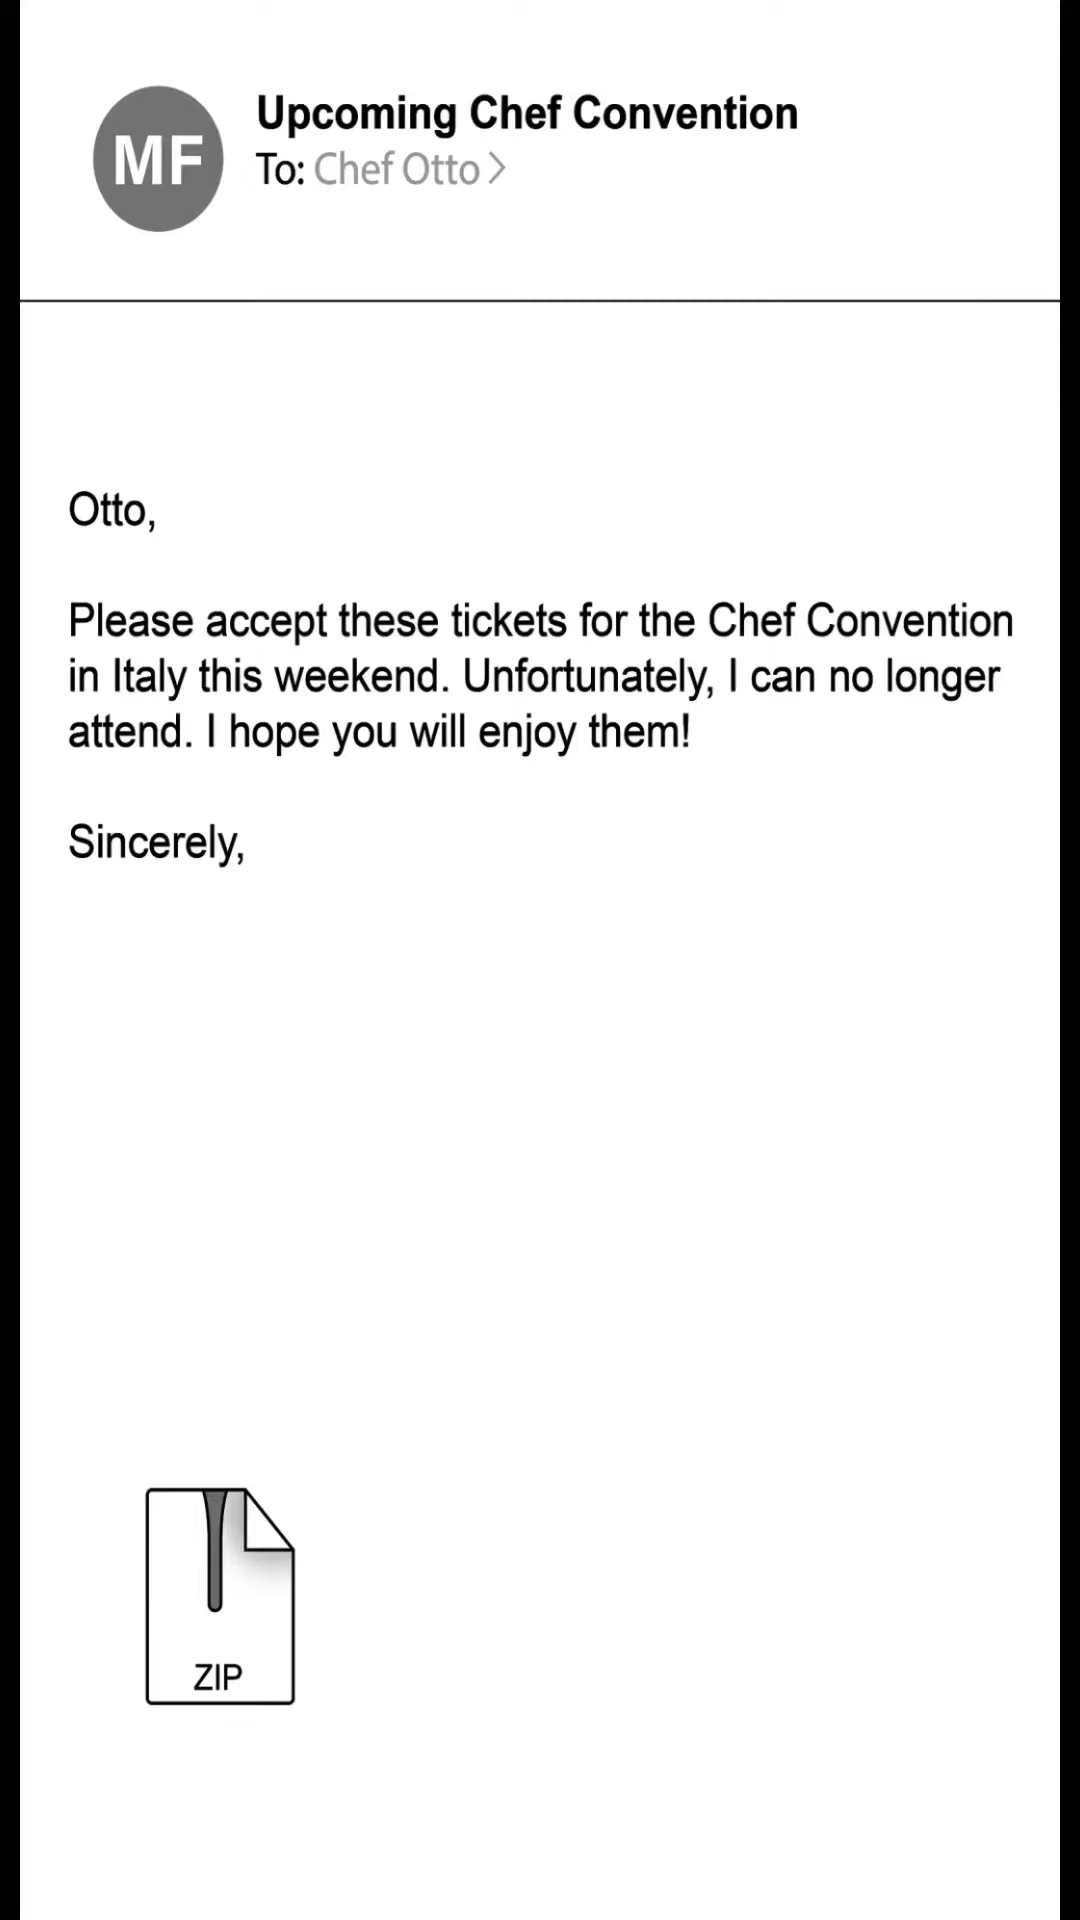 MF
Upcoming Chef Convention
To: Chef Otto >
Otto,
Please accept these tickets for the Chef Convention
in Italy this weekend. Unfortunately, I can no longer
attend. I hope you will enjoy them!
Sincerely,
ZIP